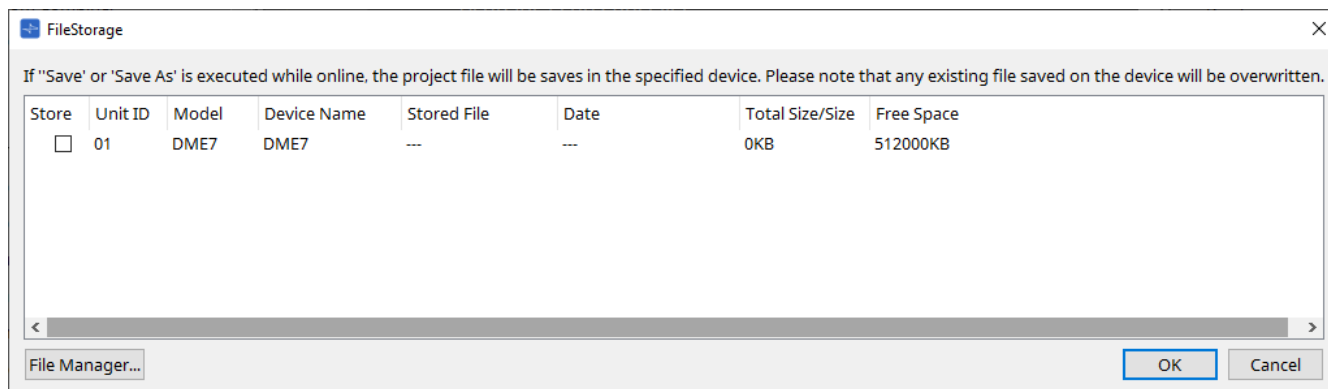 FileStorage
If "Save' or 'Save As' is executed while online, the project file will be saves in the specified device. Please note that any existing file saved on the device will be overwritten.
Store Unit ID Model Device Name Stored File Date Total Size/Size Free Space
01 DME7 DME7 --- --- 0KB 512000KB
File Manager... OK Cancel